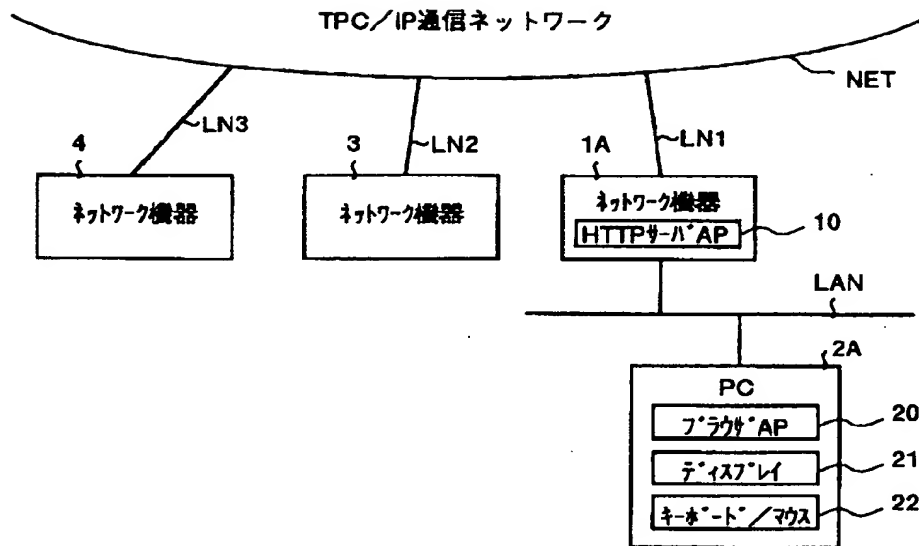 TPC/IP通信ネットワーク
NET
LN3
LN2
LN1
4
3
1A
ネットワーク機器
ネットワーク機器
ネットワーク機器
HTTPサーバAP
10
LAN
2A
PC
ブラウザAP
20
ディスプレイ
21
キーボード/マウス
22